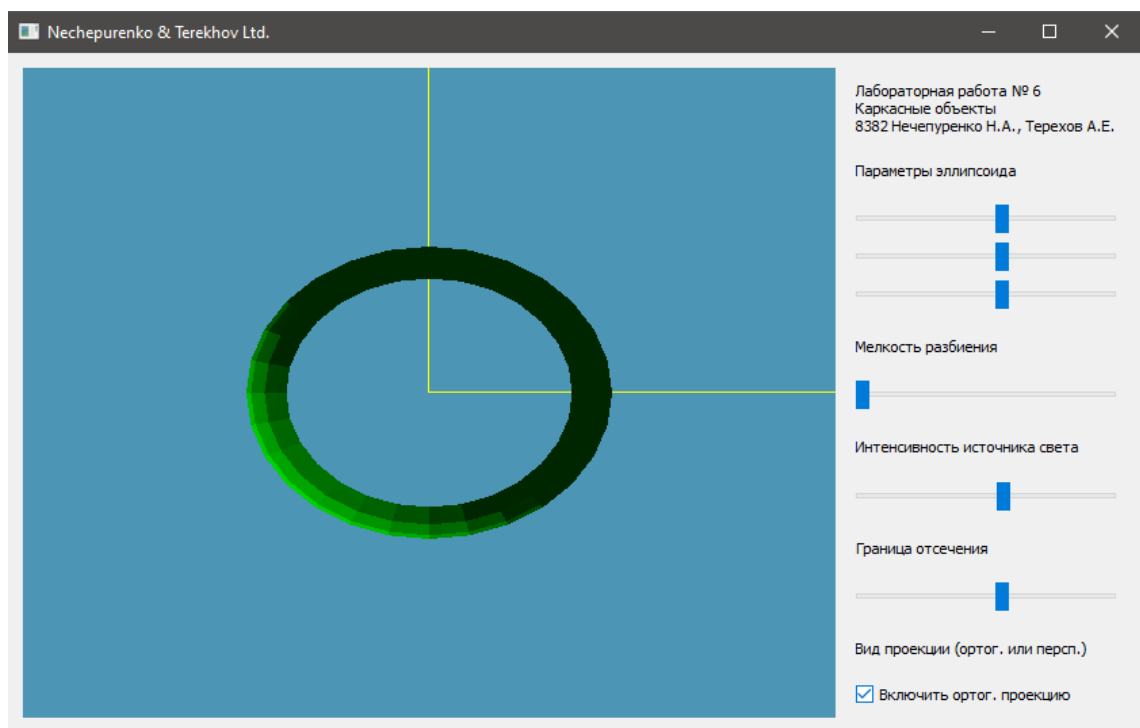 Nechepurenko & Terekhov Ltd.
Лабораторная работа № 6
Каркасные объекты
8382 Нечепуренко Н.А., Терехов А.Е.
Параметры эллипсоида
Мелкость разбиения
Интенсивность источника света
Граница отсечения
Вид проекции (ортог. или персп.)
Включить ортог. проекцию